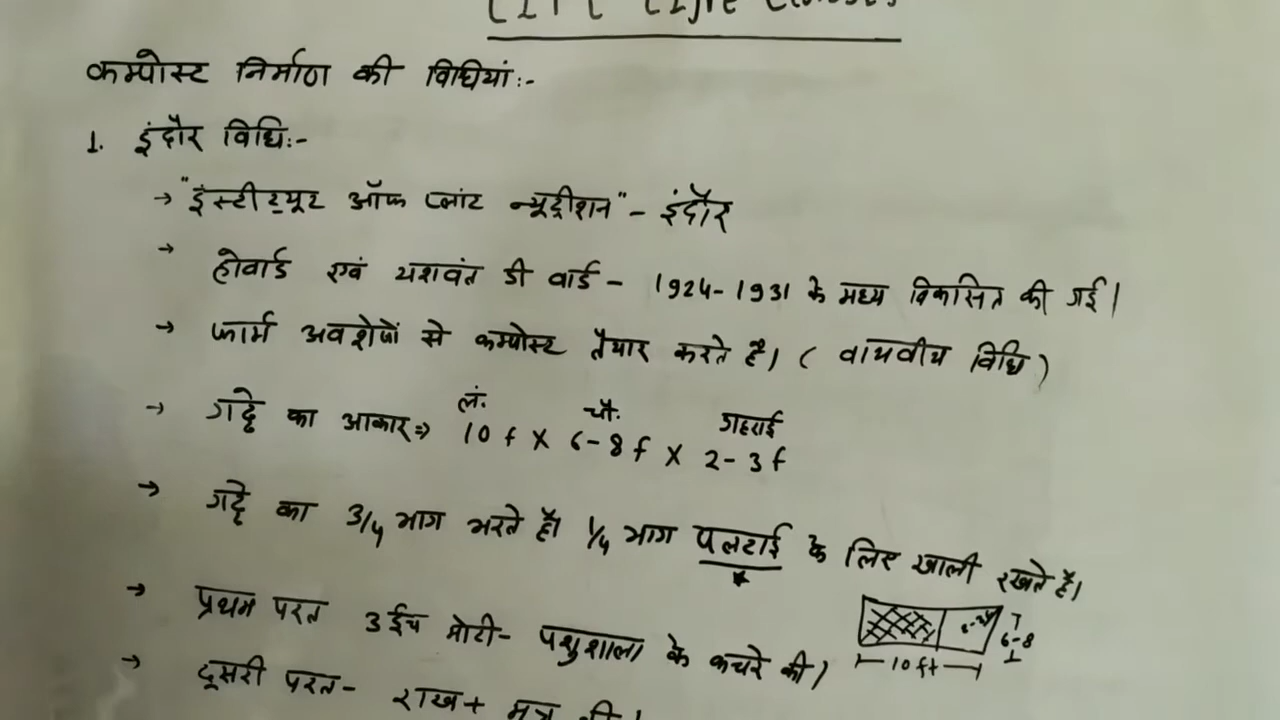 कम्पोस्ट निर्माण की विधियां:-
1. इंदौर विधि:-
→ "इंस्टीट्यूट ऑफ प्लांट न्यूट्रीशन" - इंदौर
→ होवार्ड एवं यशवंत डी वार्ड - 1924-1931 के मध्य विकसित की गई।
→ फार्म अवशेषों से कम्पोस्ट तैयार करते है। ( वायवीय विधि )
लं. चौ. गहराई
→ गड्ढे का आकार ⇒ 10 f X 6-8 f X 2-3 f
→ गड्ढे का 3/4 भाग भरते है। 1/4 भाग पलटाई के लिए खाली रखते है।
→ प्रथम परत 3 ईंच मोटी - पशुशाला के कचरे की।
6-8
10 ft
→ दूसरी परत - राख + मूत्र की।